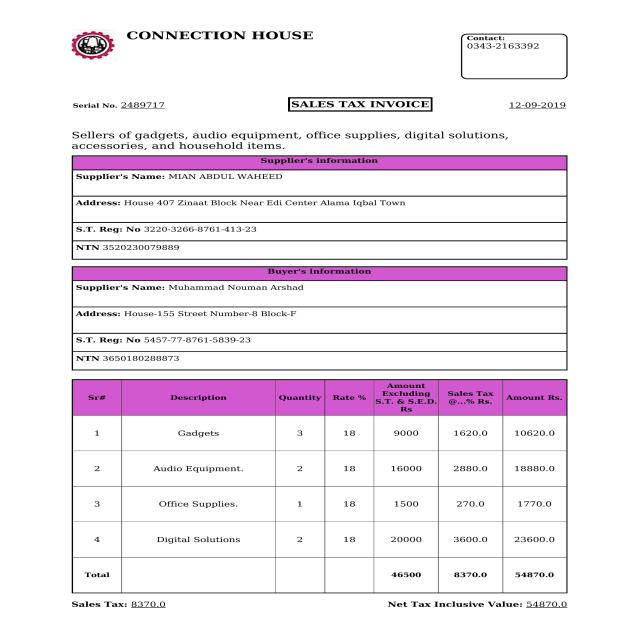 CONNECTION HOUSE
Contact:
0343-2163392
Serial No. 2489717 SALES TAX INVOICE 12-09-2019
Sellers of gadgets, audio equipment, office supplies, digital solutions,
accessories, and household items.
Supplier's information
Supplier's Name: MIAN ABDUL WAHEED
Address: House 407 Zinaat Block Near Edi Center Alama Iqbal Town
S.T. Reg: No 3220-3266-8761-413-23
NTN 3520230079889
Buyer's information
Supplier's Name: Muhammad Nouman Arshad
Address: House-155 Street Number-8 Block-F
S.T. Reg: No 5457-77-8761-5839-23
NTN 3650180288873
Sr# Description Quantity Rate % Amount Excluding S.T. & S.E.D. Rs Sales Tax @...% Rs. Amount Rs.
1 Gadgets 3 18 9000 1620.0 10620.0
2 Audio Equipment. 2 18 16000 2880.0 18880.0
3 Office Supplies. 1 18 1500 270.0 1770.0
4 Digital Solutions 2 18 20000 3600.0 23600.0
Total 46500 8370.0 54870.0
Sales Tax: 8370.0 Net Tax Inclusive Value: 54870.0